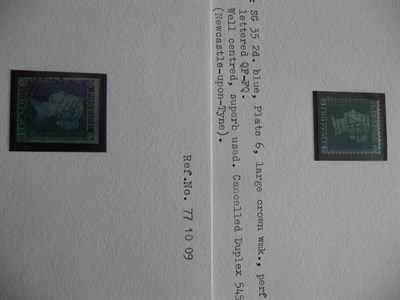 : SG 35 2d. blue, Plate 6, large crown wmk., perf
lettered QF-FQ.
Well centred, superb used. Cancelled Duplex 545
(Newcastle-upon-Tyne).
Ref.No. 77 10 09